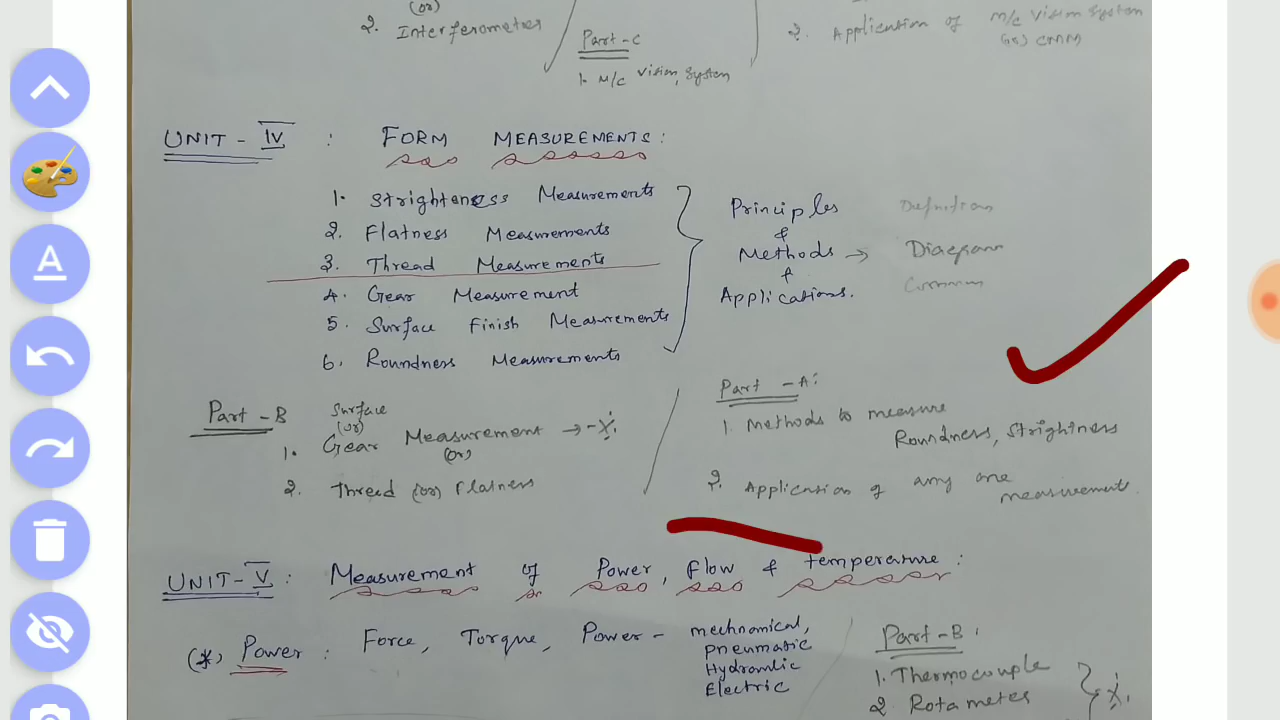 (or)
2. Interferometer
Part-C
1. M/C Vision, System
2. Application of M/C Vision System
(or) CMM
UNIT - IV : FORM MEASUREMENTS:
1. Strighteness Measurements
2. Flatness Measurements
3. Thread Measurements
4. Gear Measurement
5. Surface Finish Measurements
6. Roundness Measurements
Principles
&
Methods → Definition Diagram
&
Applications.
Part - B
Surface
(or)
1. Gear Measurement → -X.
(or)
2. Thread (or) Flatness
Part - A:
1. Methods to measure
Roundness, Strightness
2. Application of any one
measurement.
UNIT-V : Measurement of Power, Flow & temperature :
(*) Power : Force, Torque, Power - mechnamical,
pneumatic
Hydraulic
Electric
Part-B.
1. Thermocouple
2. Rotameter